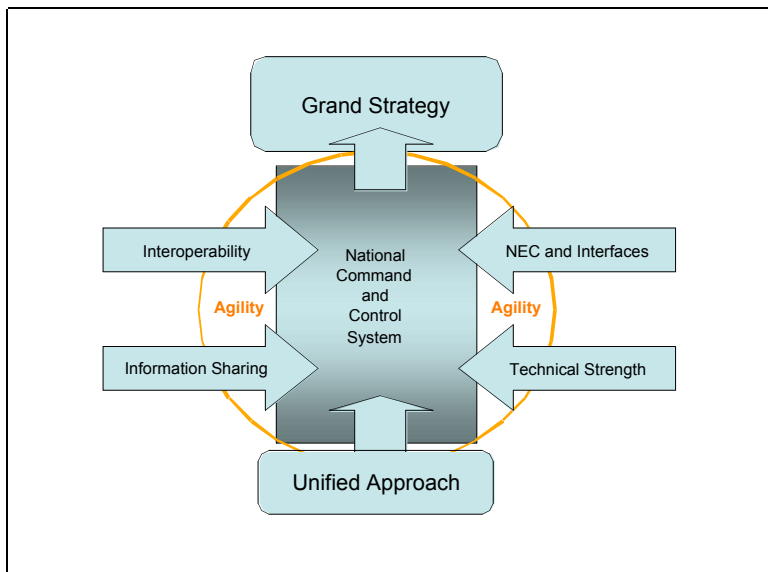 Grand Strategy
Interoperability
National
Command
and
Control
System
NEC and Interfaces
Agility
Agility
Information Sharing
Technical Strength
Unified Approach